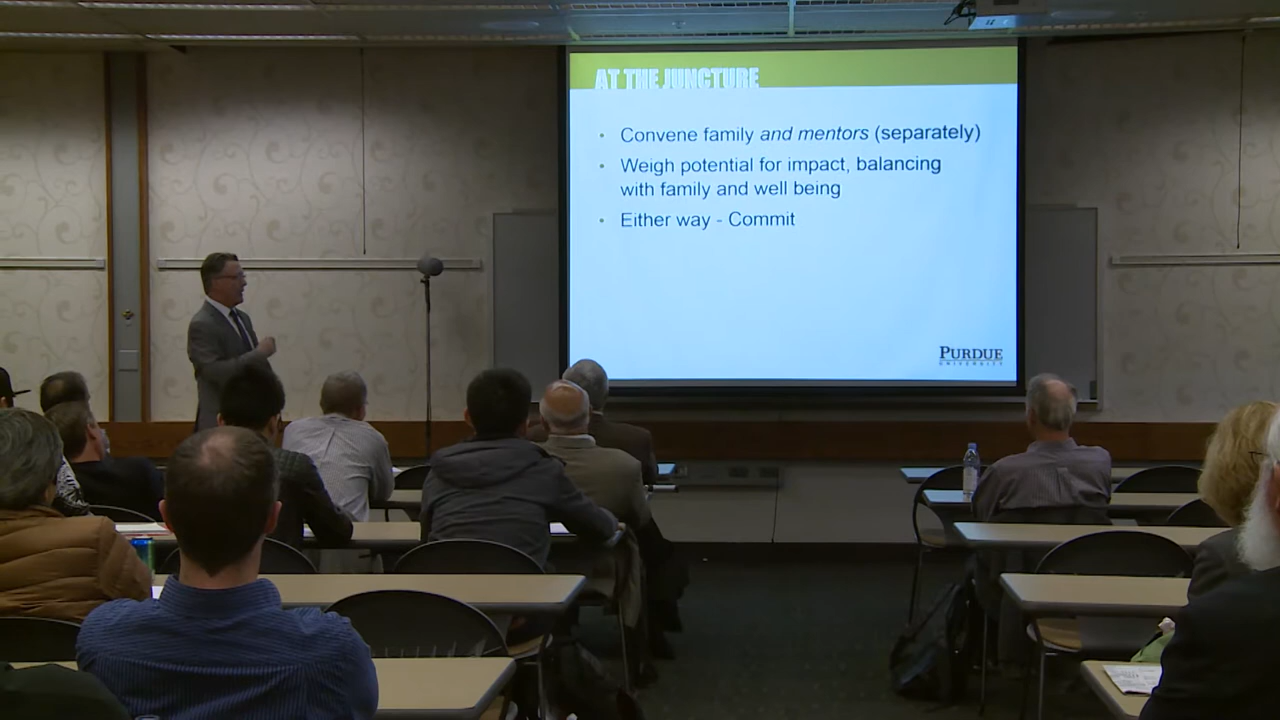 AT THE JUNCTURE
• Convene family and mentors (separately)
• Weigh potential for impact, balancing
with family and well being
• Either way - Commit
PURDUE
UNIVERSITY